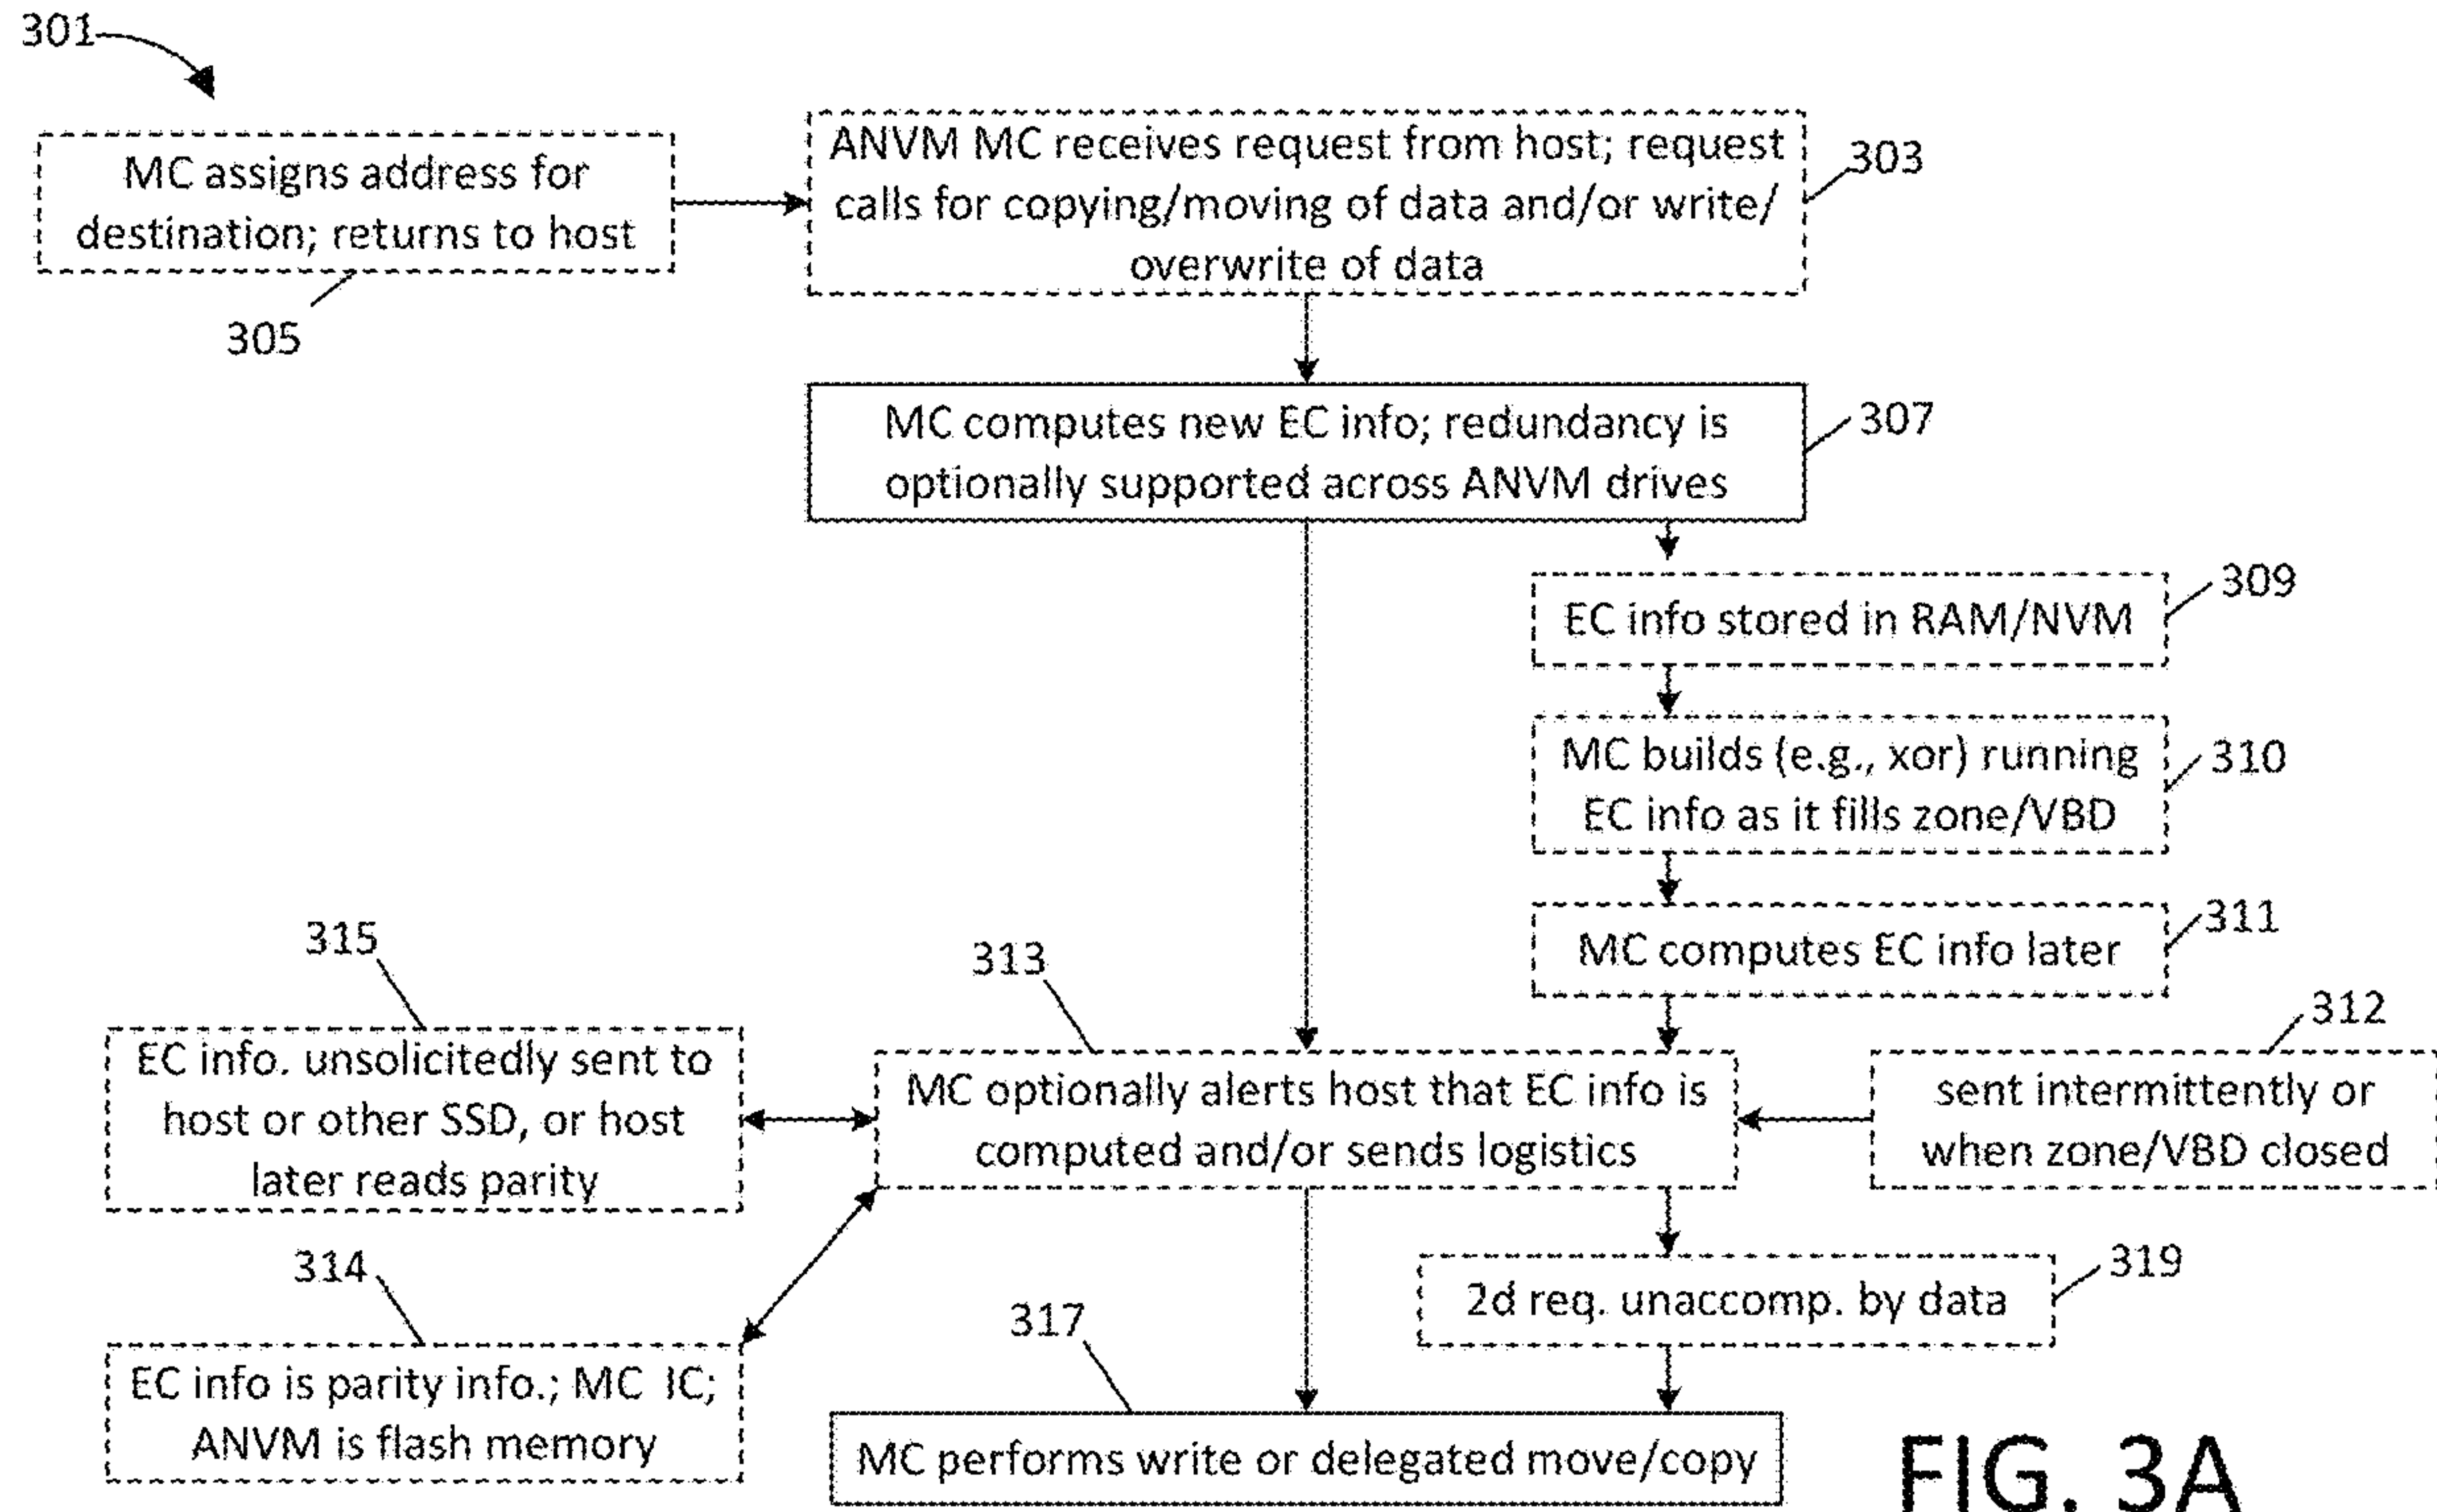 301
MC assigns address for
destination; returns to host
305
ANVM MC receives request from host; request
calls for copying/moving of data and/or write/
overwrite of data
303
MC computes new EC info; redundancy is
optionally supported across ANVM drives
307
EC info stored in RAM/NVM
309
MC builds (e.g., xor) running
EC info as it fills zone/VBD
310
MC computes EC info later
311
315
EC info. unsolicitedly sent to
host or other SSD, or host
later reads parity
313
MC optionally alerts host that EC info is
computed and/or sends logistics
312
sent intermittently or
when zone/VBD closed
314
EC info is parity info.; MC IC;
ANVM is flash memory
2d req. unaccomp. by data
319
317
MC performs write or delegated move/copy
FIG. 3A